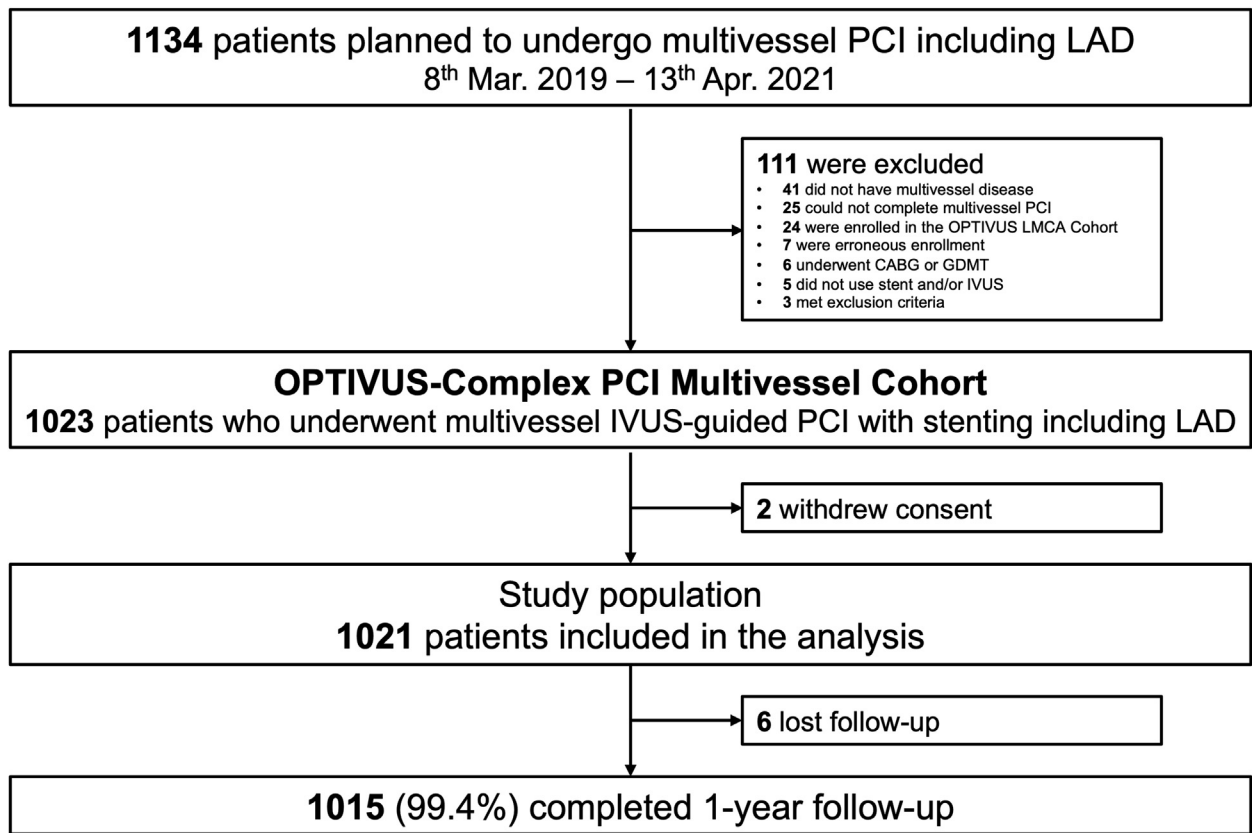 1134 patients planned to undergo multivessel PCI including LAD
8th Mar. 2019 – 13th Apr. 2021
111 were excluded
• 41 did not have multivessel disease
• 25 could not complete multivessel PCI
• 24 were enrolled in the OPTIVUS LMCA Cohort
• 7 were erroneous enrollment
• 6 underwent CABG or GDMT
• 5 did not use stent and/or IVUS
• 3 met exclusion criteria
OPTIVUS-Complex PCI Multivessel Cohort
1023 patients who underwent multivessel IVUS-guided PCI with stenting including LAD
2 withdrew consent
Study population
1021 patients included in the analysis
6 lost follow-up
1015 (99.4%) completed 1-year follow-up